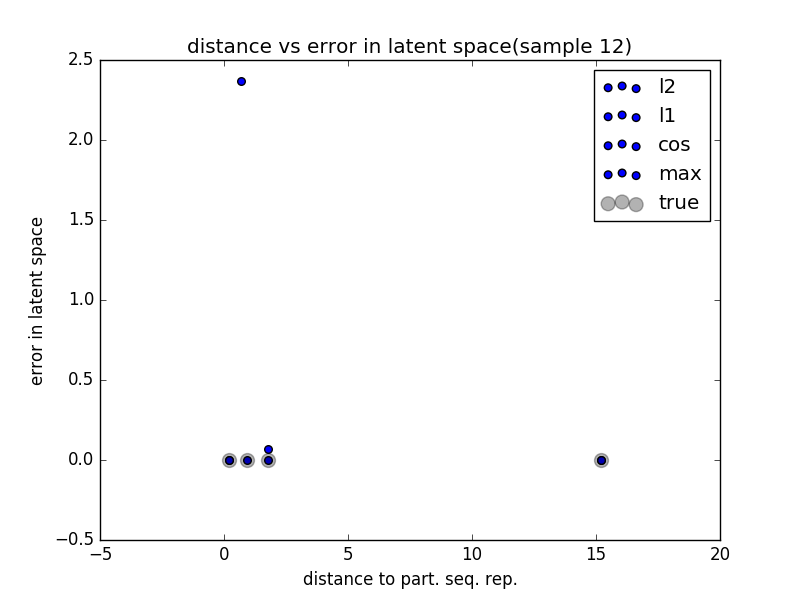 distance vs error in latent space(sample 12)
2.5
2.0
1.5
1.0
0.5
0.0
−0.5
error in latent space
l2
l1
cos
max
true
−5 0 5 10 15 20
distance to part. seq. rep.